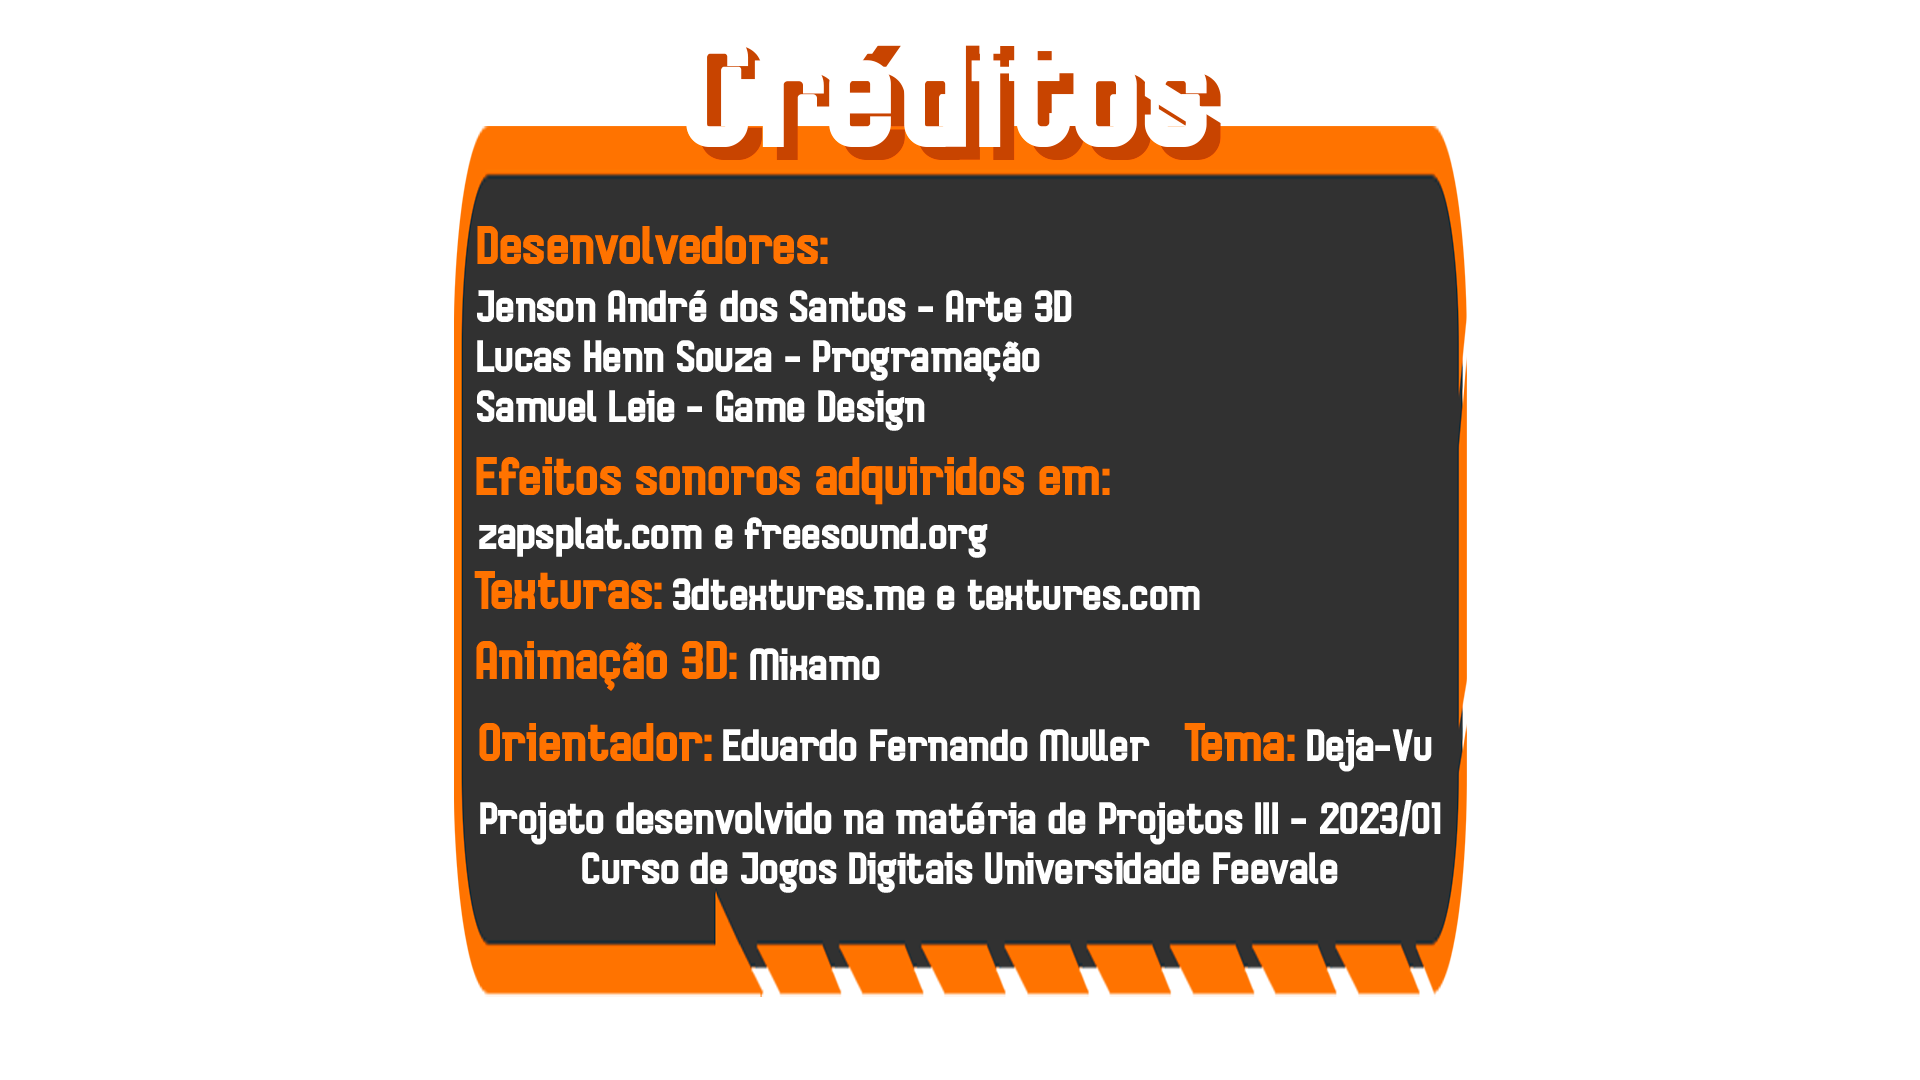 Créditos
Desenvolvedores:
Jenson André dos Santos - Arte 3D
Lucas Henn Souza - Programação
Samuel Leie - Game Design
Efeitos sonoros adquiridos em:
zapsplat.com e freesound.org
Texturas: 3dtextures.me e textures.com
Animação 3D: Mixamo
Orientador: Eduardo Fernando Muller Tema: Deja-Vu
Projeto desenvolvido na matéria de Projetos III - 2023/01
Curso de Jogos Digitais Universidade Feevale